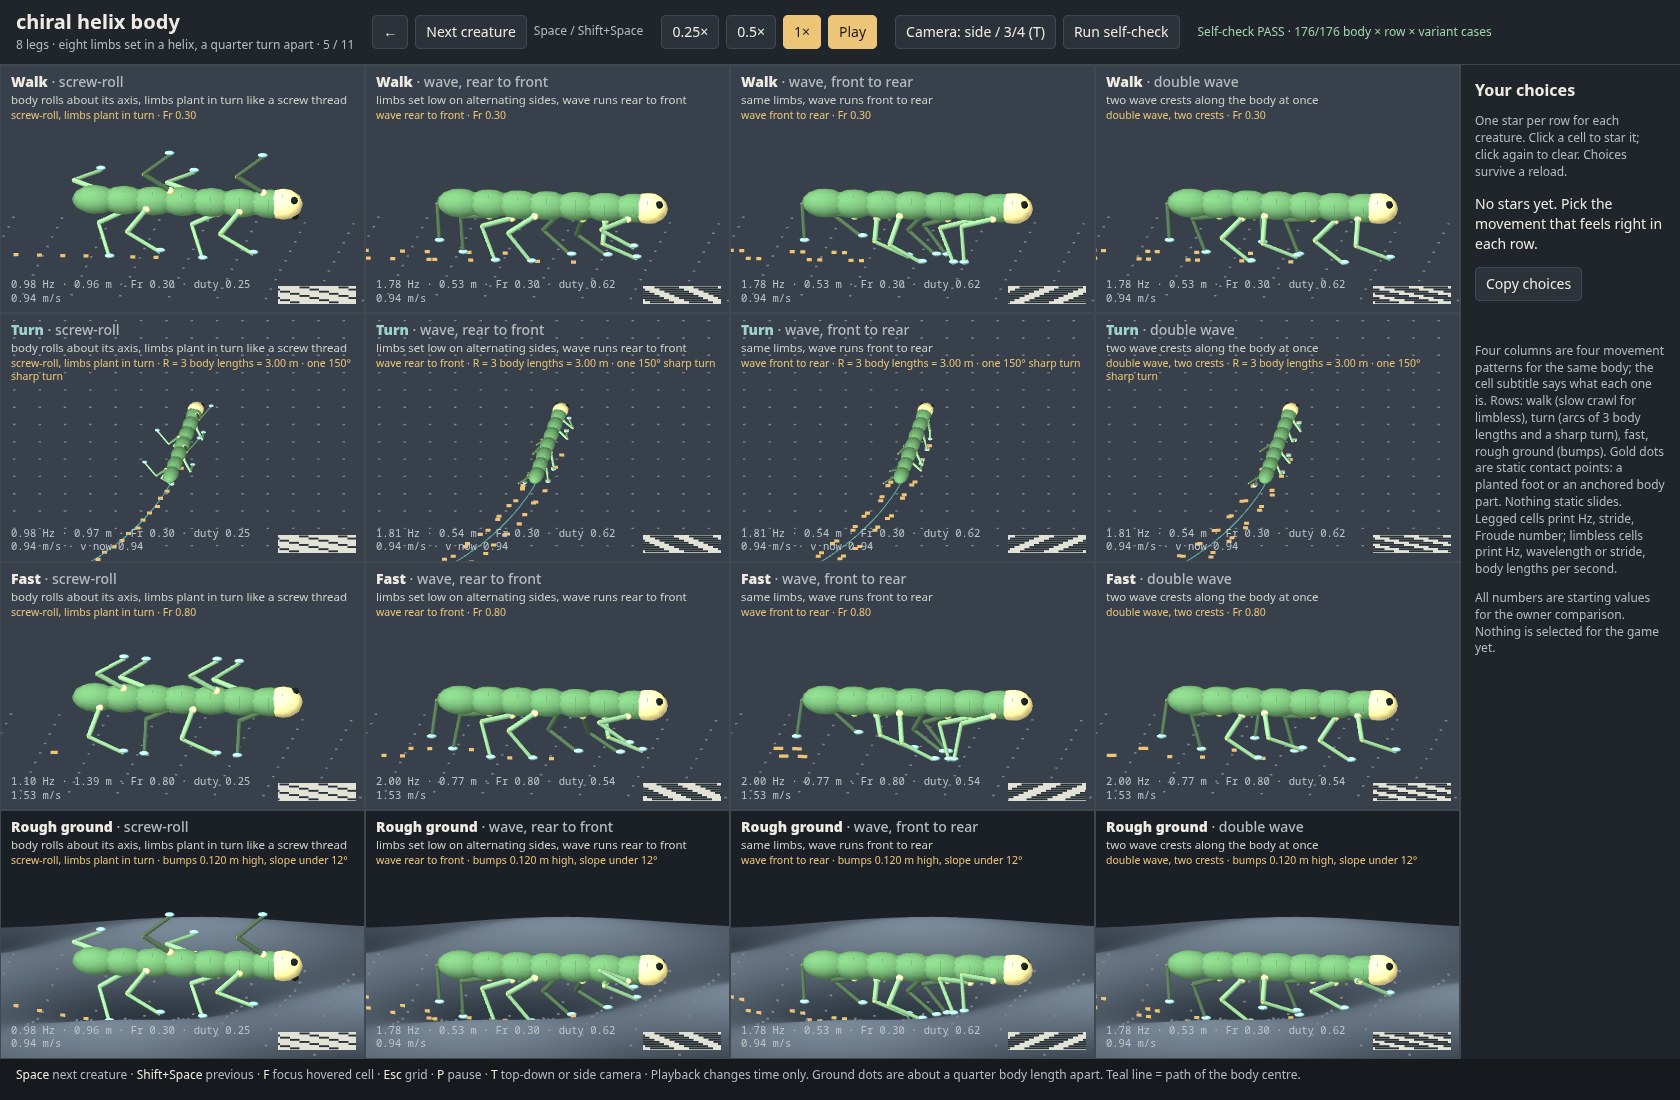 chiral helix body
8 legs · eight limbs set in a helix, a quarter turn apart · 5 / 11
←
Next creature
Space / Shift+Space
0.25×
0.5×
1×
Play
Camera: side / 3/4 (T)
Run self-check
Self-check PASS · 176/176 body × row × variant cases
Walk · screw-roll
body rolls about its axis, limbs plant in turn like a screw thread
screw-roll, limbs plant in turn · Fr 0.30
0.98 Hz · 0.96 m · Fr 0.30 · duty 0.25
0.94 m/s
Walk · wave, rear to front
limbs set low on alternating sides, wave runs rear to front
wave rear to front · Fr 0.30
1.78 Hz · 0.53 m · Fr 0.30 · duty 0.62
0.94 m/s
Walk · wave, front to rear
same limbs, wave runs front to rear
wave front to rear · Fr 0.30
1.78 Hz · 0.53 m · Fr 0.30 · duty 0.62
0.94 m/s
Walk · double wave
two wave crests along the body at once
double wave, two crests · Fr 0.30
1.78 Hz · 0.53 m · Fr 0.30 · duty 0.62
0.94 m/s
Turn · screw-roll
body rolls about its axis, limbs plant in turn like a screw thread
screw-roll, limbs plant in turn · R = 3 body lengths = 3.00 m · one 150°
sharp turn
0.98 Hz · 0.97 m · Fr 0.30 · duty 0.25
0.94 m/s · v now 0.94
Turn · wave, rear to front
limbs set low on alternating sides, wave runs rear to front
wave rear to front · R = 3 body lengths = 3.00 m · one 150° sharp turn
1.81 Hz · 0.54 m · Fr 0.30 · duty 0.62
0.94 m/s · v now 0.94
Turn · wave, front to rear
same limbs, wave runs front to rear
wave front to rear · R = 3 body lengths = 3.00 m · one 150° sharp turn
1.81 Hz · 0.54 m · Fr 0.30 · duty 0.62
0.94 m/s · v now 0.94
Turn · double wave
two wave crests along the body at once
double wave, two crests · R = 3 body lengths = 3.00 m · one 150°
sharp turn
1.81 Hz · 0.54 m · Fr 0.30 · duty 0.62
0.94 m/s · v now 0.94
Fast · screw-roll
body rolls about its axis, limbs plant in turn like a screw thread
screw-roll, limbs plant in turn · Fr 0.80
1.10 Hz · 1.39 m · Fr 0.80 · duty 0.25
1.53 m/s
Fast · wave, rear to front
limbs set low on alternating sides, wave runs rear to front
wave rear to front · Fr 0.80
2.00 Hz · 0.77 m · Fr 0.80 · duty 0.54
1.53 m/s
Fast · wave, front to rear
same limbs, wave runs front to rear
wave front to rear · Fr 0.80
2.00 Hz · 0.77 m · Fr 0.80 · duty 0.54
1.53 m/s
Fast · double wave
two wave crests along the body at once
double wave, two crests · Fr 0.80
2.00 Hz · 0.77 m · Fr 0.80 · duty 0.54
1.53 m/s
Rough ground · screw-roll
body rolls about its axis, limbs plant in turn like a screw thread
screw-roll, limbs plant in turn · bumps 0.120 m high, slope under 12°
0.98 Hz · 0.96 m · Fr 0.30 · duty 0.25
0.94 m/s
Rough ground · wave, rear to front
limbs set low on alternating sides, wave runs rear to front
wave rear to front · bumps 0.120 m high, slope under 12°
1.78 Hz · 0.53 m · Fr 0.30 · duty 0.62
0.94 m/s
Rough ground · wave, front to rear
same limbs, wave runs front to rear
wave front to rear · bumps 0.120 m high, slope under 12°
1.78 Hz · 0.53 m · Fr 0.30 · duty 0.62
0.94 m/s
Rough ground · double wave
two wave crests along the body at once
double wave, two crests · bumps 0.120 m high, slope under 12°
1.78 Hz · 0.53 m · Fr 0.30 · duty 0.62
0.94 m/s
Your choices
One star per row for each
creature. Click a cell to star it;
click again to clear. Choices
survive a reload.
No stars yet. Pick the
movement that feels right in
each row.
Copy choices
Four columns are four movement
patterns for the same body; the
cell subtitle says what each one
is. Rows: walk (slow crawl for
limbless), turn (arcs of 3 body
lengths and a sharp turn), fast,
rough ground (bumps). Gold dots
are static contact points: a
planted foot or an anchored body
part. Nothing static slides.
Legged cells print Hz, stride,
Froude number; limbless cells
print Hz, wavelength or stride,
body lengths per second.
All numbers are starting values
for the owner comparison.
Nothing is selected for the game
yet.
Space next creature · Shift+Space previous · F focus hovered cell · Esc grid · P pause · T top-down or side camera · Playback changes time only. Ground dots are about a quarter body length apart. Teal line = path of the body centre.